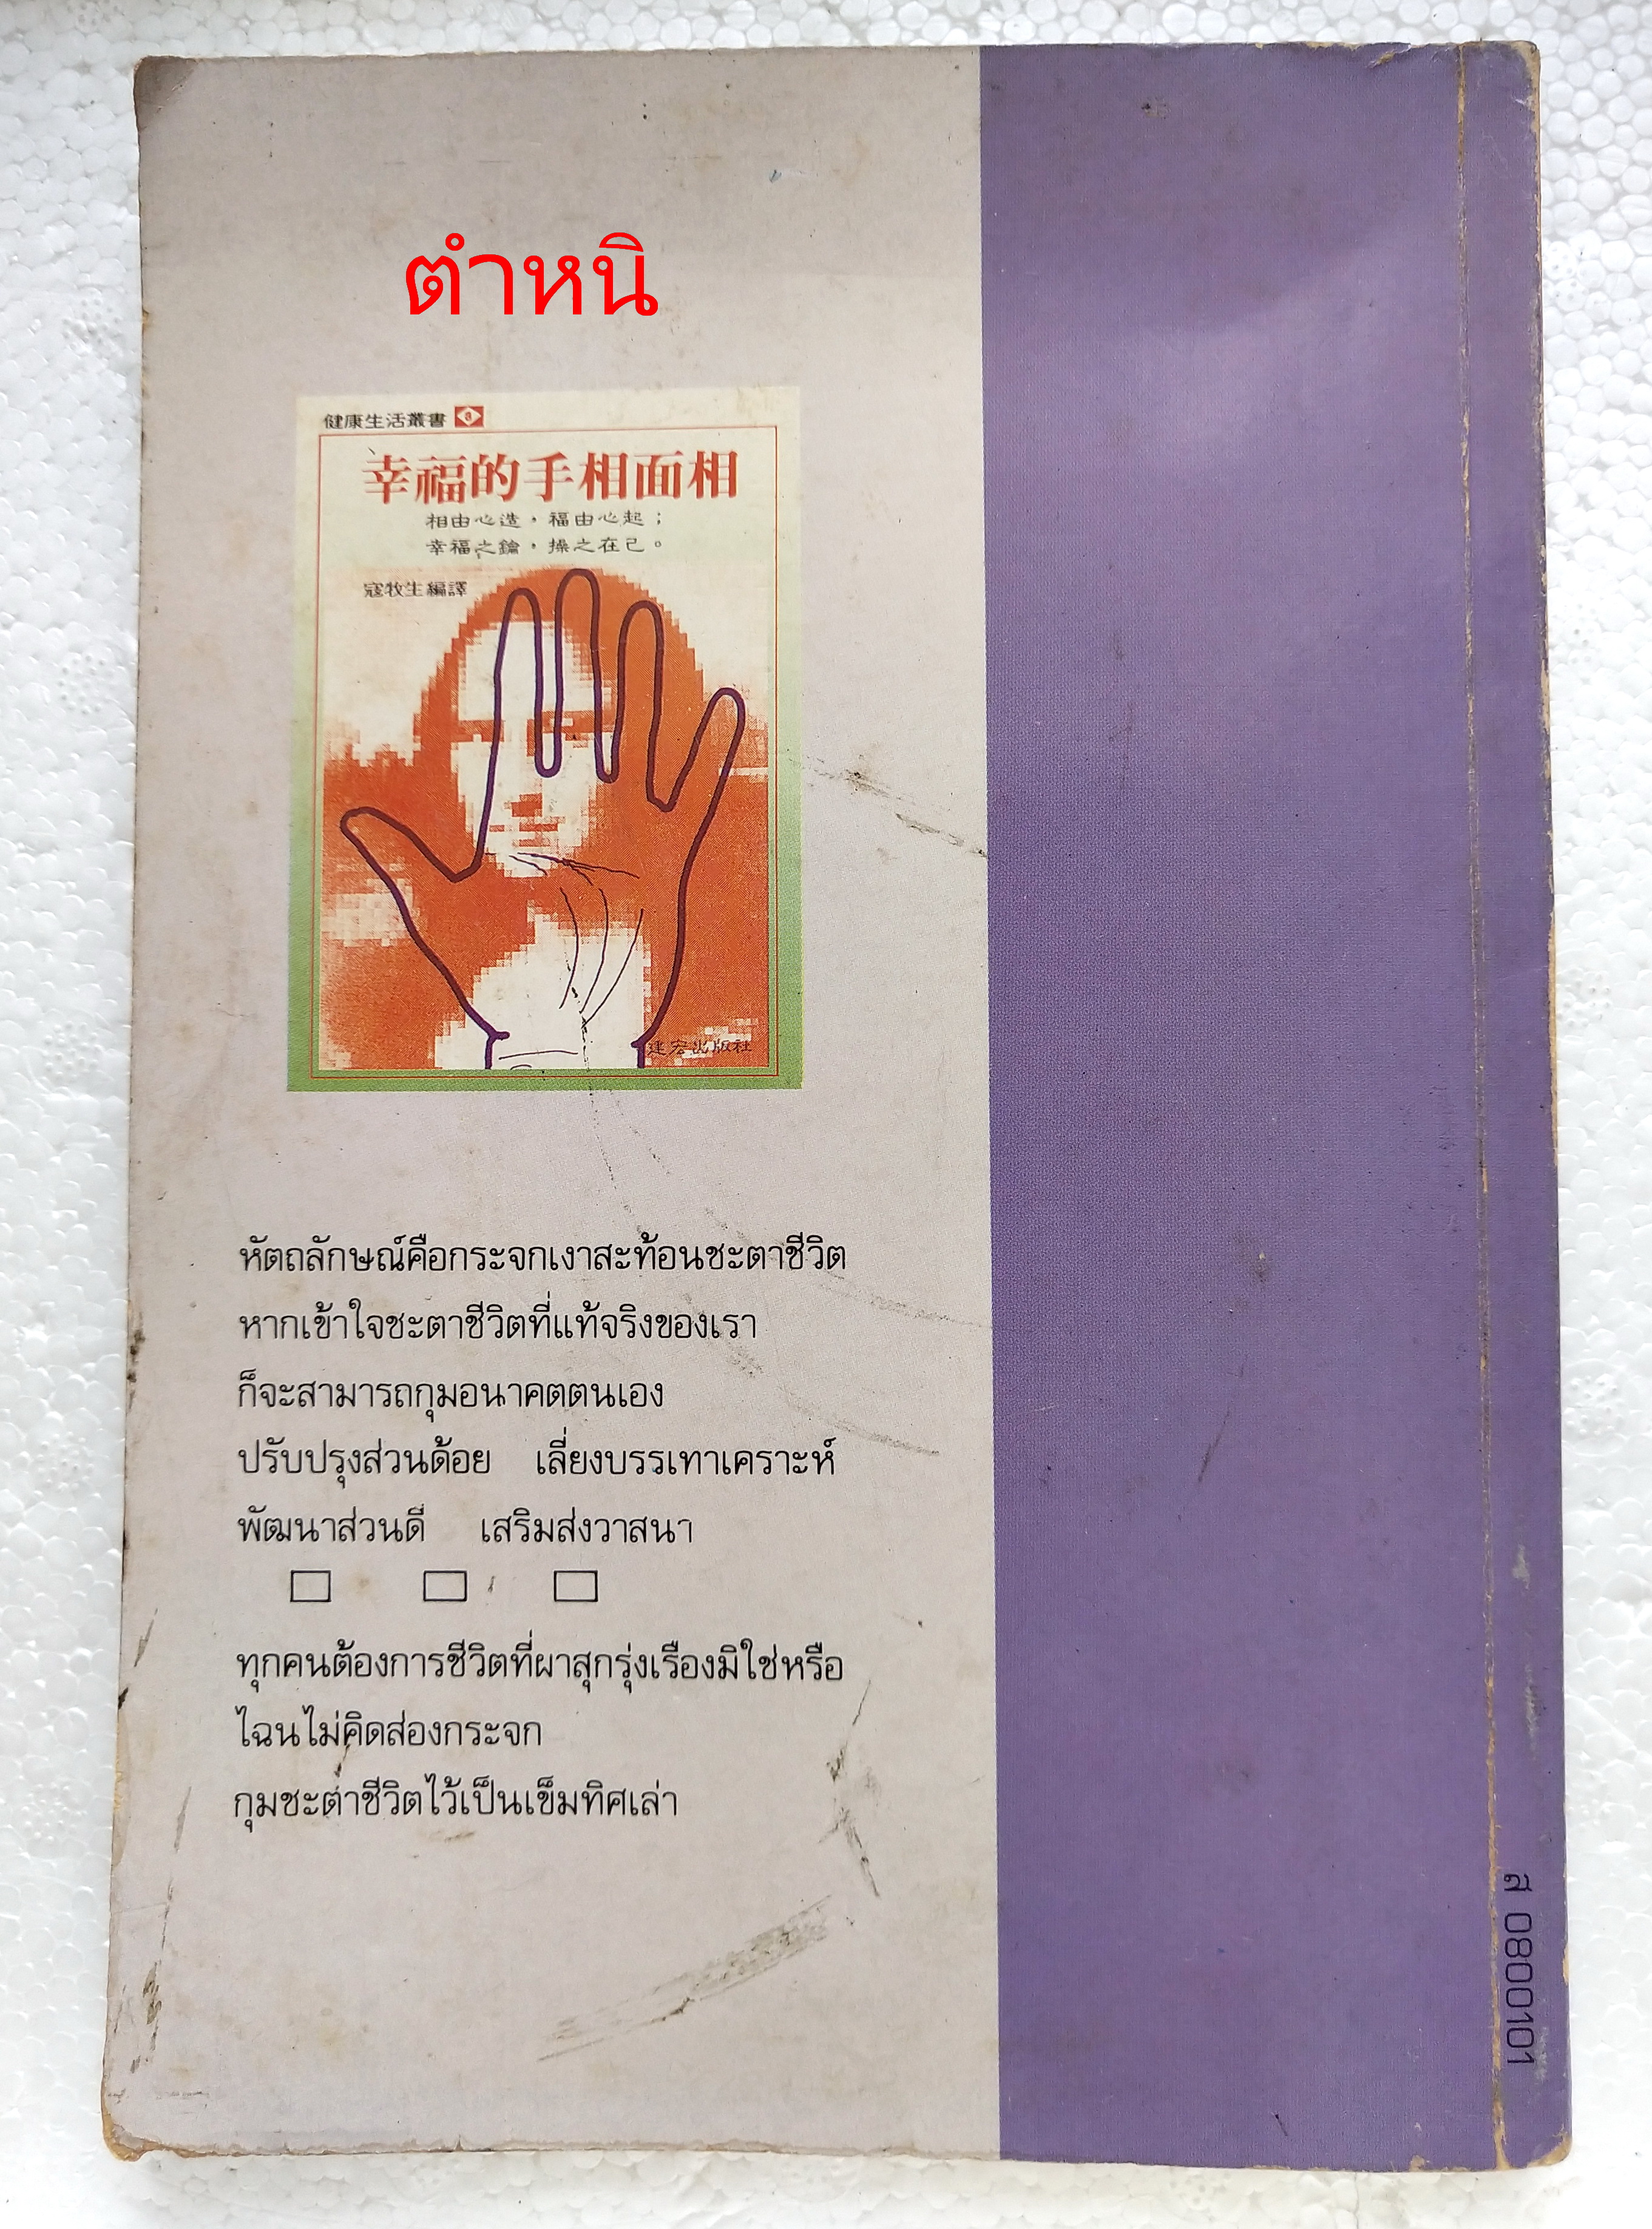 ตำหนิ
健康生活叢書 3
幸福的手相面相
相由心造，福由心起；
幸福之鑰，操之在己。
寇牧生編譯
建宏出版社
หัตถลักษณ์คือกระจกเงาสะท้อนชะตาชีวิต
หากเข้าใจชะตาชีวิตที่แท้จริงของเรา
ก็จะสามารถกุมอนาคตตนเอง
ปรับปรุงส่วนด้อย เลี่ยงบรรเทาเคราะห์
พัฒนาส่วนดี เสริมส่งวาสนา
ทุกคนต้องการชีวิตที่ผาสุกรุ่งเรืองมิใช่หรือ
ไฉนไม่คิดส่องกระจก
กุมชะตาชีวิตไว้เป็นเข็มทิศเล่า
ส 0800101